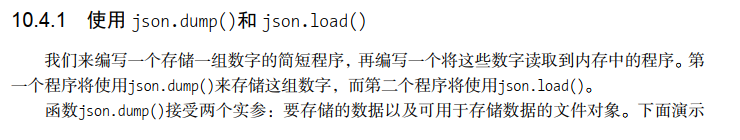 10.4.1 使用 json.dump()和 json.load()
我们来编写一个存储一组数字的简短程序，再编写一个将这些数字读取到内存中的程序。第
一个程序将使用json.dump()来存储这组数字，而第二个程序将使用json.load()。
函数json.dump()接受两个实参：要存储的数据以及可用于存储数据的文件对象。下面演示